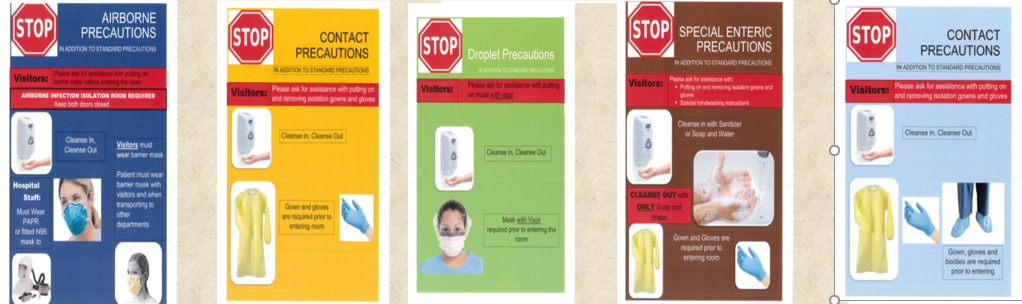 STOP
AIRBORNE
PRECAUTIONS
IN ADDITION TO STANDARD PRECAUTIONS
Visitors:
Please ask for assistance with putting on
barrier mask before entering the room
AIRBORNE INFECTION ISOLATION ROOM REQUIRED
Keep both doors closed
Cleanse In,
Cleanse Out
Visitors must
wear barrier mask
Patient must wear
barrier mask with
visitors and when
transporting to
other
departments
Hospital
Staff:
Must Wear
PAPR
or fitted N95
mask to
STOP
CONTACT
PRECAUTIONS
IN ADDITION TO STANDARD PRECAUTIONS
Visitors:
Please ask for assistance with putting on
and removing isolation gowns and gloves
Cleanse in, Cleanse Out
Gown and gloves
are required prior to
entering room
STOP
Droplet Precautions
IN ADDITION TO STANDARD PRECAUTIONS
Visitors:
Please ask for assistance with putting
on mask with visor
Cleanse in, Cleanse Out
Mask with Visor
required prior to entering the
room
STOP
SPECIAL ENTERIC
PRECAUTIONS
IN ADDITION TO STANDARD PRECAUTIONS
Visitors:
Please ask for assistance with:
• Putting on and removing isolation gowns and
gloves
• Special handwashing instructions
Cleanse in with Sanitizer
or Soap and Water
CLEANSE OUT with
ONLY Soap and
Water
Gown and Gloves are
required prior to
entering room
STOP
CONTACT
PRECAUTIONS
IN ADDITION TO STANDARD PRECAUTIONS
Visitors:
Please ask for assistance with putting on
and removing isolation gowns and gloves
Cleanse in, Cleanse Out
Gown, gloves and
booties are required
prior to entering